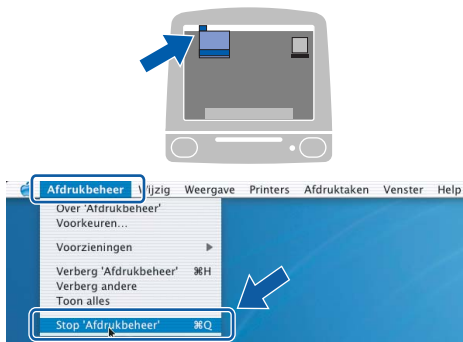 Afdrukbeheer Wijzig Weergave Printers Afdruktaken Venster Help
Over 'Afdrukbeheer'
Voorkeuren...
Voorzieningen
Verberg 'Afdrukbeheer' ⌘H
Verberg andere
Toon alles
Stop 'Afdrukbeheer' ⌘Q